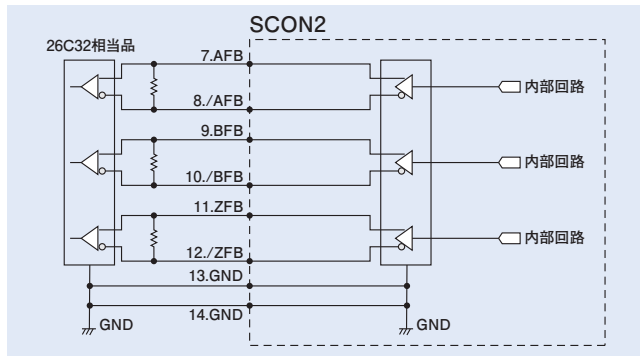 SCON2
26C32相当品
7.AFB
内部回路
8./AFB
9.BFB
内部回路
10./BFB
11.ZFB
内部回路
12./ZFB
13.GND
14.GND
GND
GND